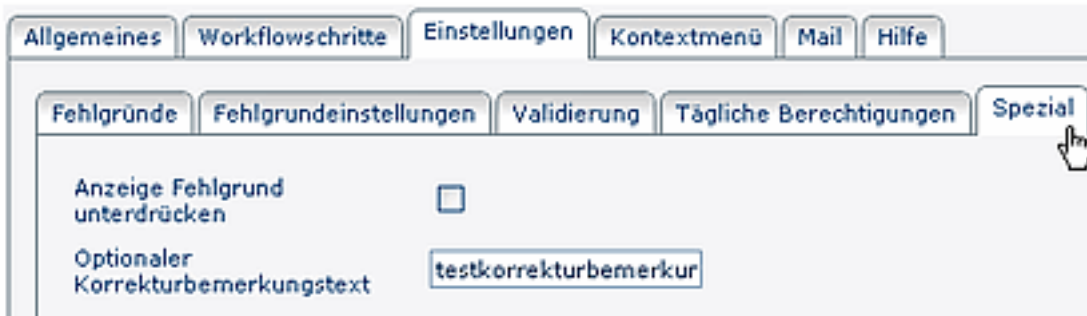 Allgemeines Workflowschritte Einstellungen Kontextmenü Mail Hilfe
Fehlgründe Fehlgrundeinstellungen Validierung Tägliche Berechtigungen Spezial
Anzeige Fehlgrund
unterdrücken
Optionaler
Korrekturbemerkungstext
testkorrekturbemerkur